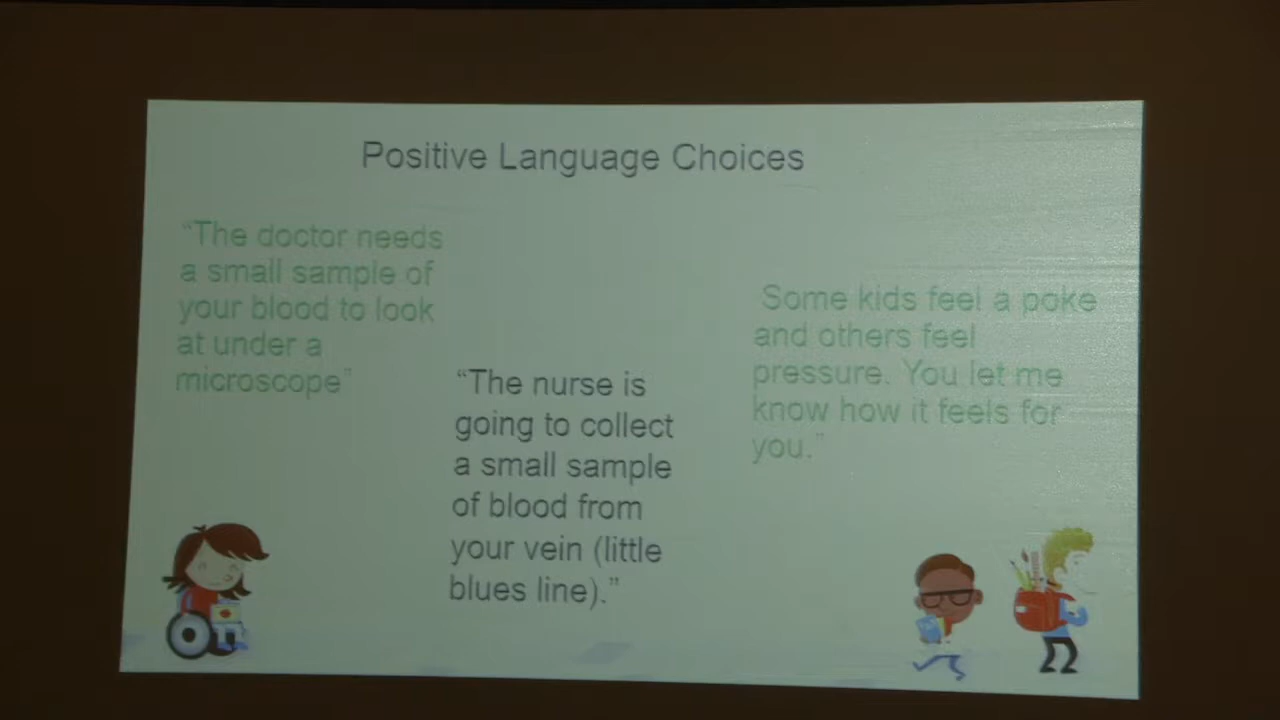 Positive Language Choices
“The doctor needs
a small sample of
your blood to look
at under a
microscope”
“The nurse is
going to collect
a small sample
of blood from
your vein (little
blues line).”
Some kids feel a poke
and others feel
pressure. You let me
know how it feels for
you.”